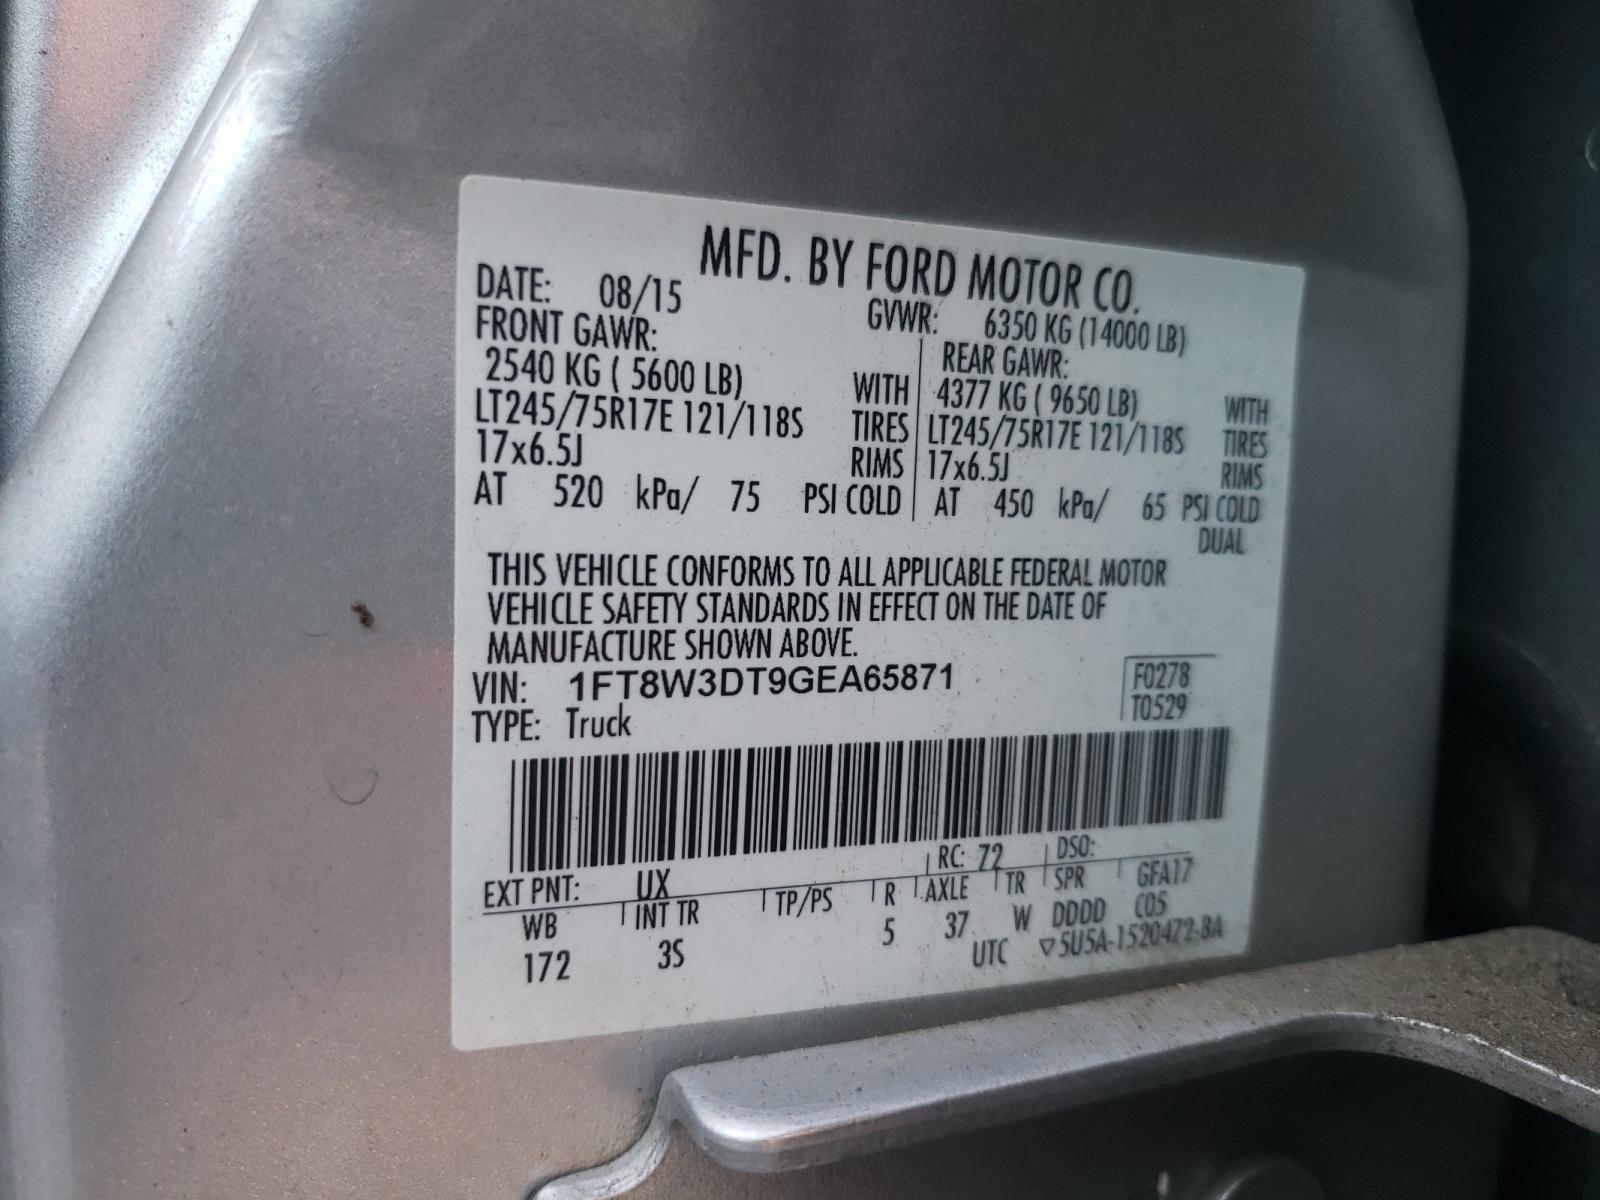 MFD. BY FORD MOTOR CO.
DATE: 08/15 GVWR: 6350 KG (14000 LB)
FRONT GAWR: REAR GAWR:
2540 KG ( 5600 LB) WITH 4377 KG ( 9650 LB) WITH
LT245/75R17E 121/118S TIRES LT245/75R17E 121/118S TIRES
17x6.5J RIMS 17x6.5J RIMS
AT 520 kPa/ 75 PSI COLD AT 450 kPa/ 65 PSI COLD
DUAL
THIS VEHICLE CONFORMS TO ALL APPLICABLE FEDERAL MOTOR
VEHICLE SAFETY STANDARDS IN EFFECT ON THE DATE OF
MANUFACTURE SHOWN ABOVE.
VIN: 1FT8W3DT9GEA65871 F0278
TYPE: Truck T0529
EXT PNT: UX RC: 72 DSO:
WB INT TR TP/PS R AXLE TR SPR GFA17
172 3S 5 37 W DDDD C05
UTC ▽5U5A-1520472-BA